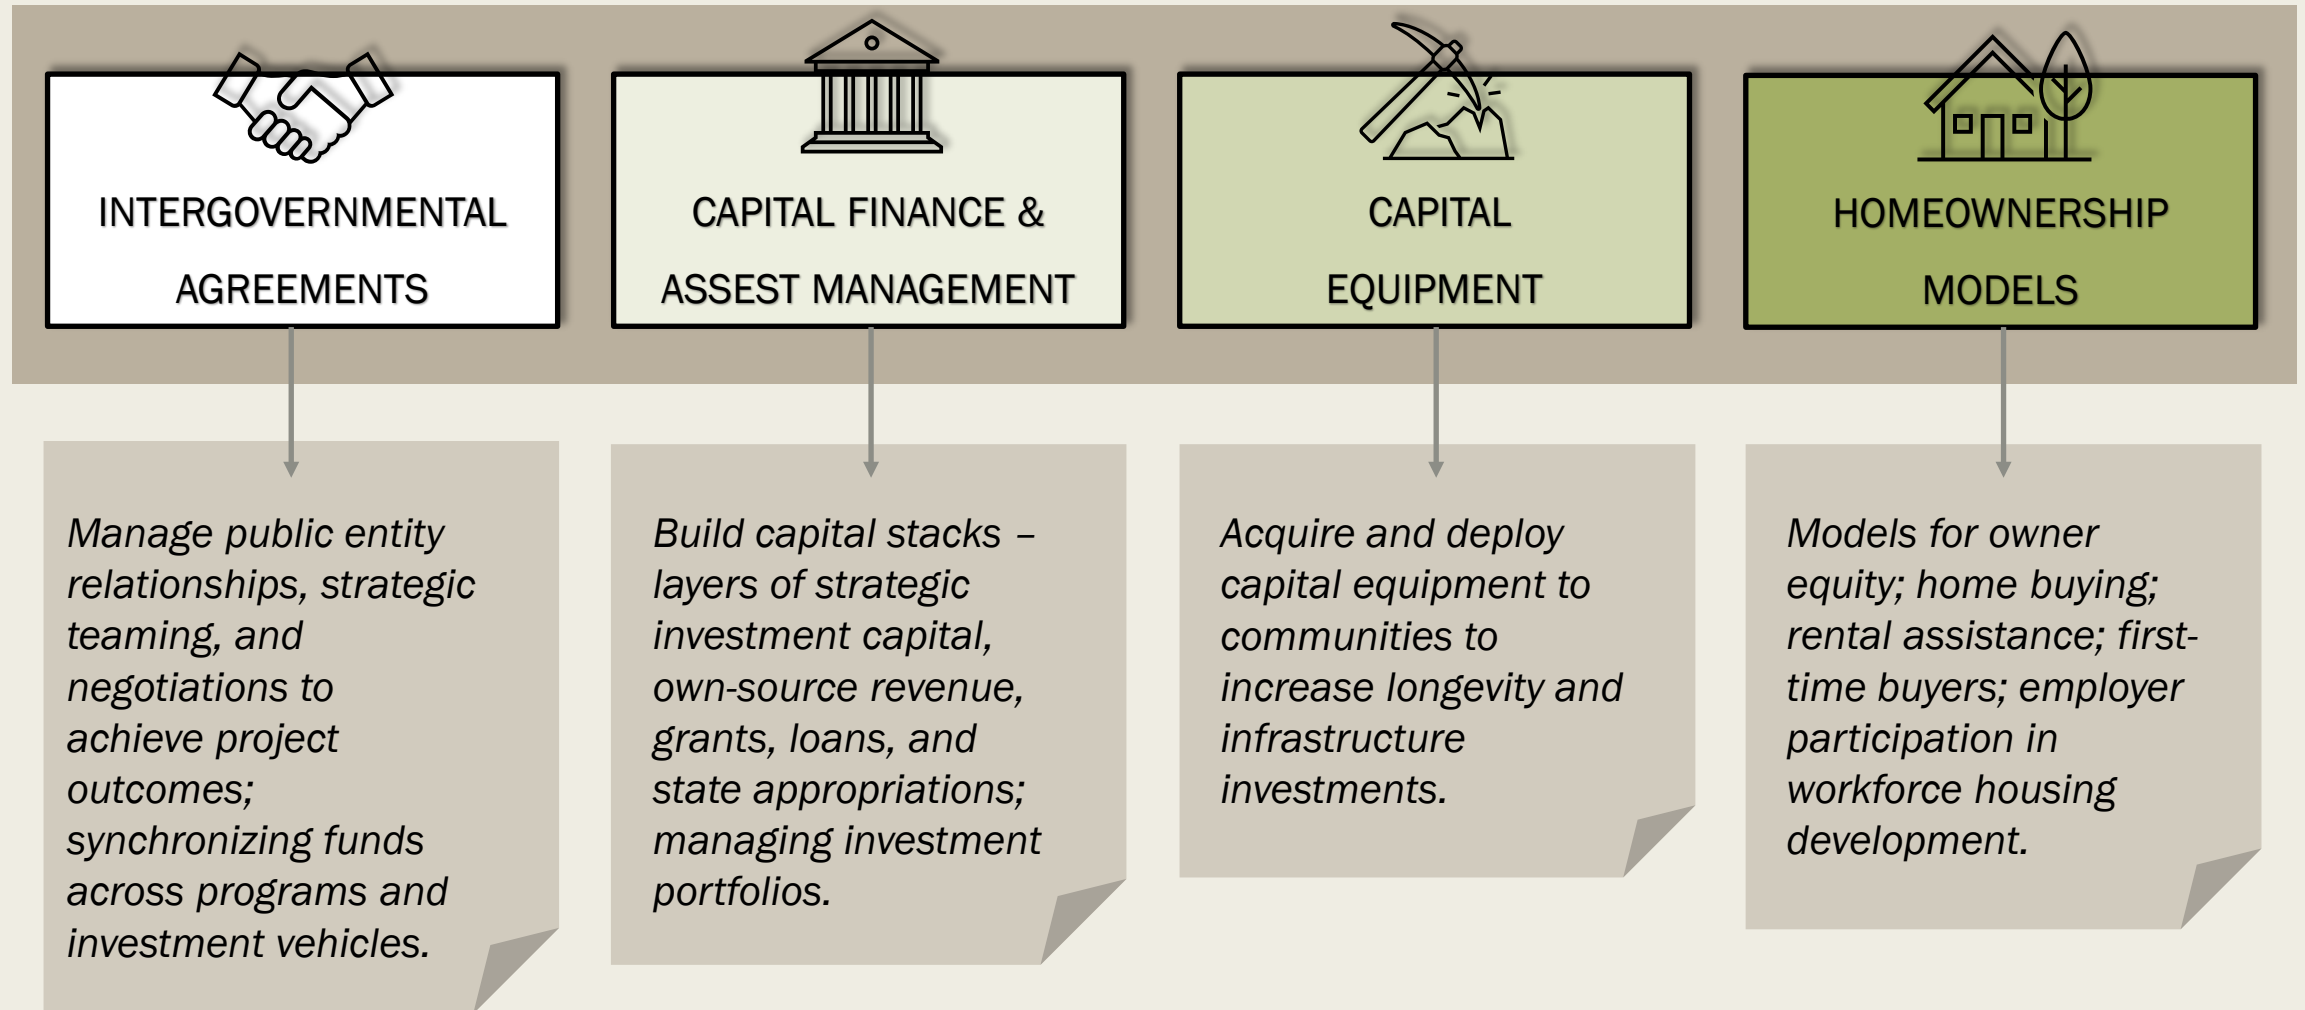 INTERGOVERNMENTAL
AGREEMENTS
CAPITAL FINANCE &
ASSEST MANAGEMENT
CAPITAL
EQUIPMENT
HOMEOWNERSHIP
MODELS
Manage public entity
relationships, strategic
teaming, and
negotiations to
achieve project
outcomes;
synchronizing funds
across programs and
investment vehicles.
Build capital stacks –
layers of strategic
investment capital,
own-source revenue,
grants, loans, and
state appropriations;
managing investment
portfolios.
Acquire and deploy
capital equipment to
communities to
increase longevity and
infrastructure
investments.
Models for owner
equity; home buying;
rental assistance; first-
time buyers; employer
participation in
workforce housing
development.